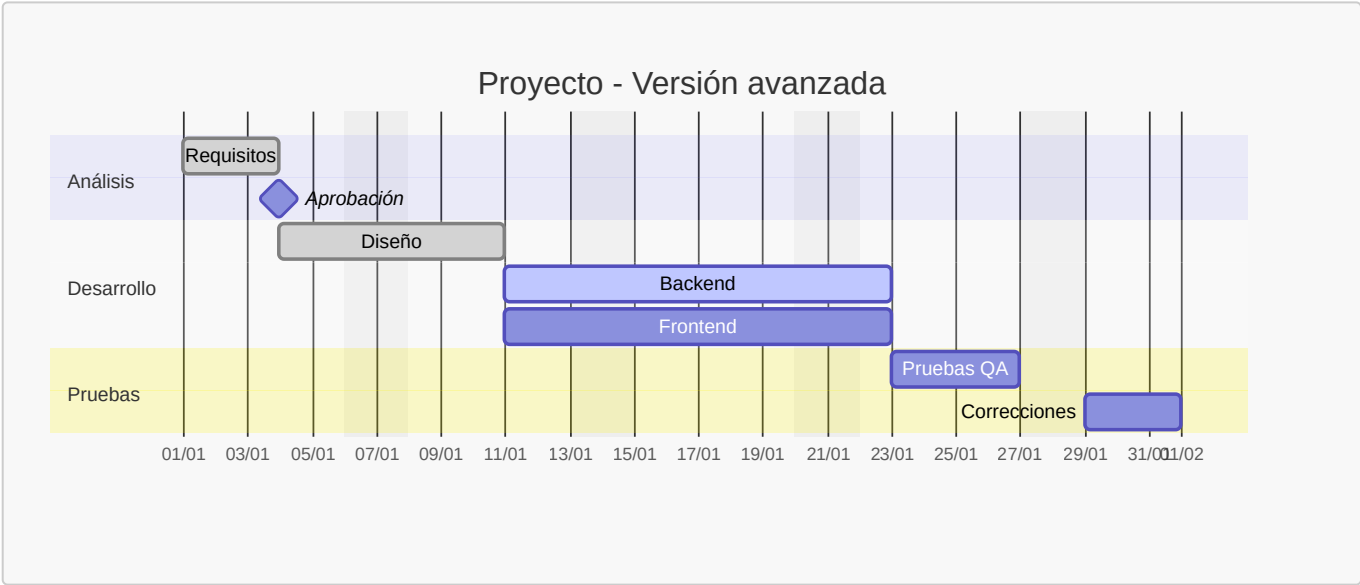 Proyecto - Versión avanzada
Análisis
Requisitos
Aprobación
Desarrollo
Diseño
Backend
Frontend
Pruebas
Pruebas QA
Correcciones
01/01 03/01 05/01 07/01 09/01 11/01 13/01 15/01 17/01 19/01 21/01 23/01 25/01 27/01 29/01 31/01 01/02